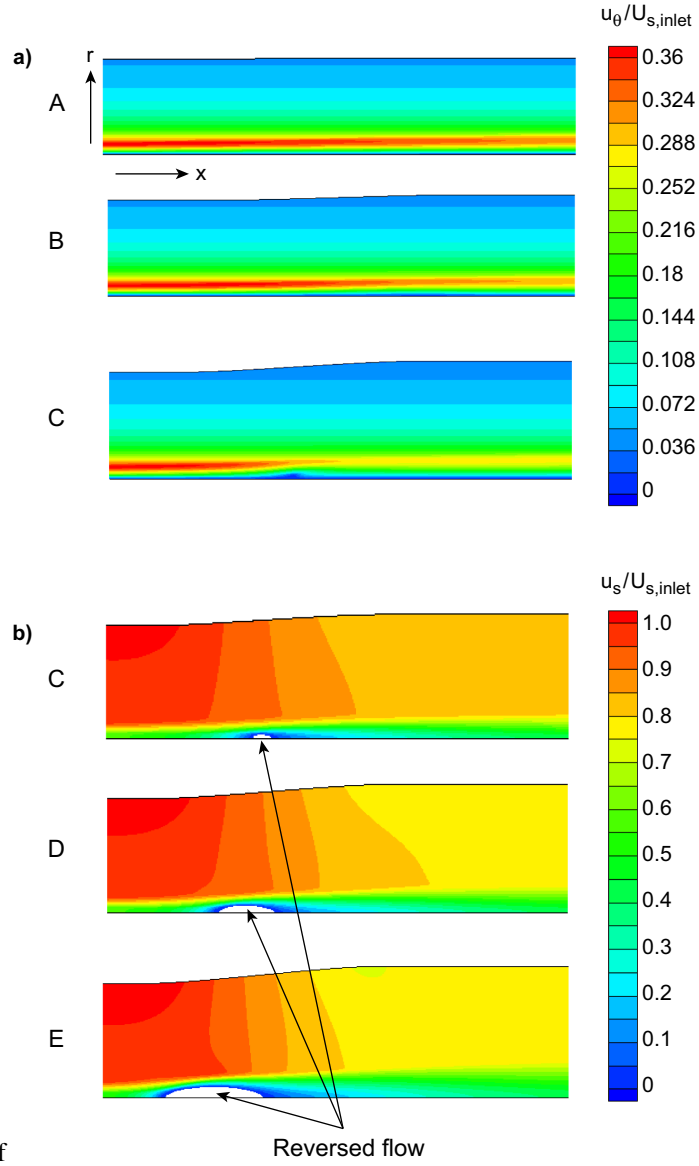 uθ/Us,inlet
a)
r
A
x
B
C
0.36
0.324
0.288
0.252
0.216
0.18
0.144
0.108
0.072
0.036
0
us/Us,inlet
b)
C
D
E
1.0
0.9
0.8
0.7
0.6
0.5
0.4
0.3
0.2
0.1
0
Reversed flow
f